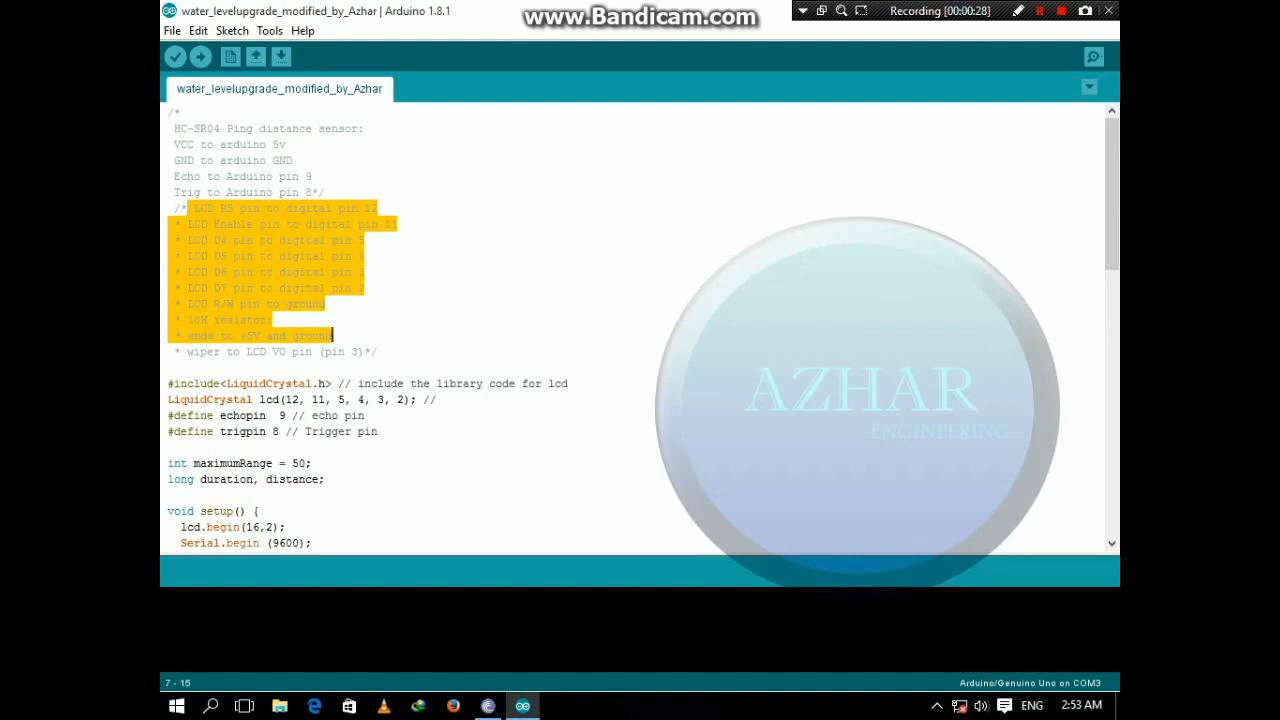 water_levelupgrade_modified_by_Azhar | Arduino 1.8.1
www.Bandicam.com
Recording [00:00:28]
File Edit Sketch Tools Help
water_levelupgrade_modified_by_Azhar
/*
HC-SR04 Ping distance sensor:
VCC to arduino 5v
GND to arduino GND
Echo to Arduino pin 9
Trig to Arduino pin 8*/
/* LCD RS pin to digital pin 12
* LCD Enable pin to digital pin 11
* LCD D4 pin to digital pin 5
* LCD D5 pin to digital pin 4
* LCD D6 pin to digital pin 3
* LCD D7 pin to digital pin 2
* LCD R/W pin to ground
* 10K resistor:
* ends to +5V and ground
* wiper to LCD VO pin (pin 3)*/
#include<LiquidCrystal.h> // include the library code for lcd
LiquidCrystal lcd(12, 11, 5, 4, 3, 2); //
#define echopin  9 // echo pin
#define trigpin 8 // Trigger pin
int maximumRange = 50;
long duration, distance;
void setup() {
lcd.begin(16,2);
Serial.begin (9600);
AZHAR
ENGINEERING
7 - 15
Arduino/Genuino Uno on COM3
ENG
2:53 AM